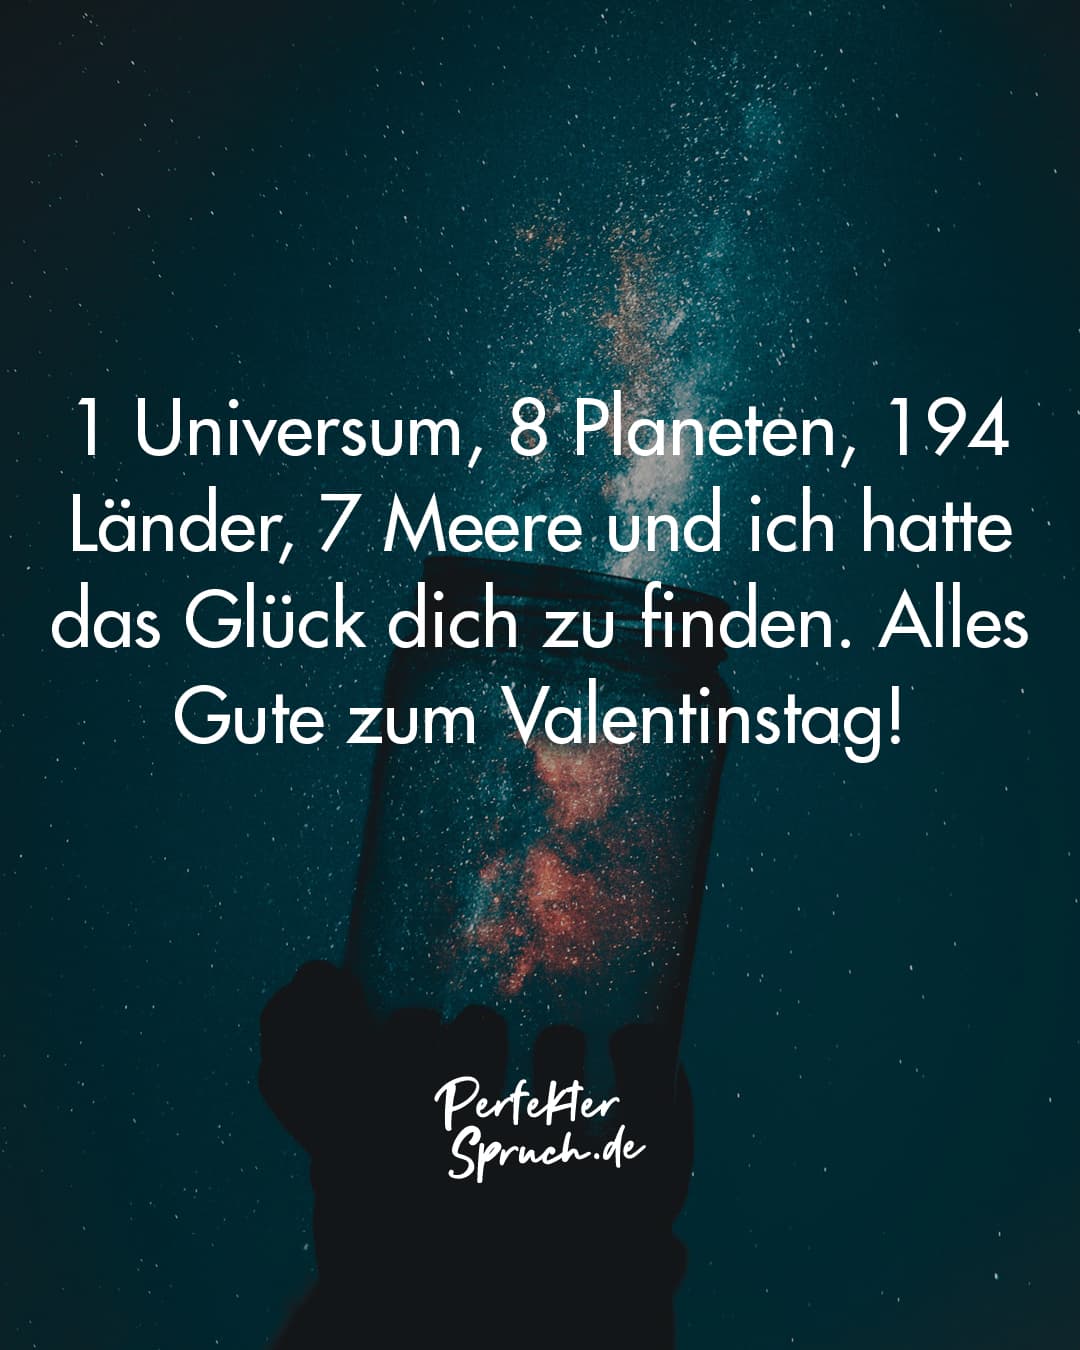 1 Universum, 8 Planeten, 194
Länder, 7 Meere und ich hatte
das Glück dich zu finden. Alles
Gute zum Valentinstag!
Perfekter
Spruch.de